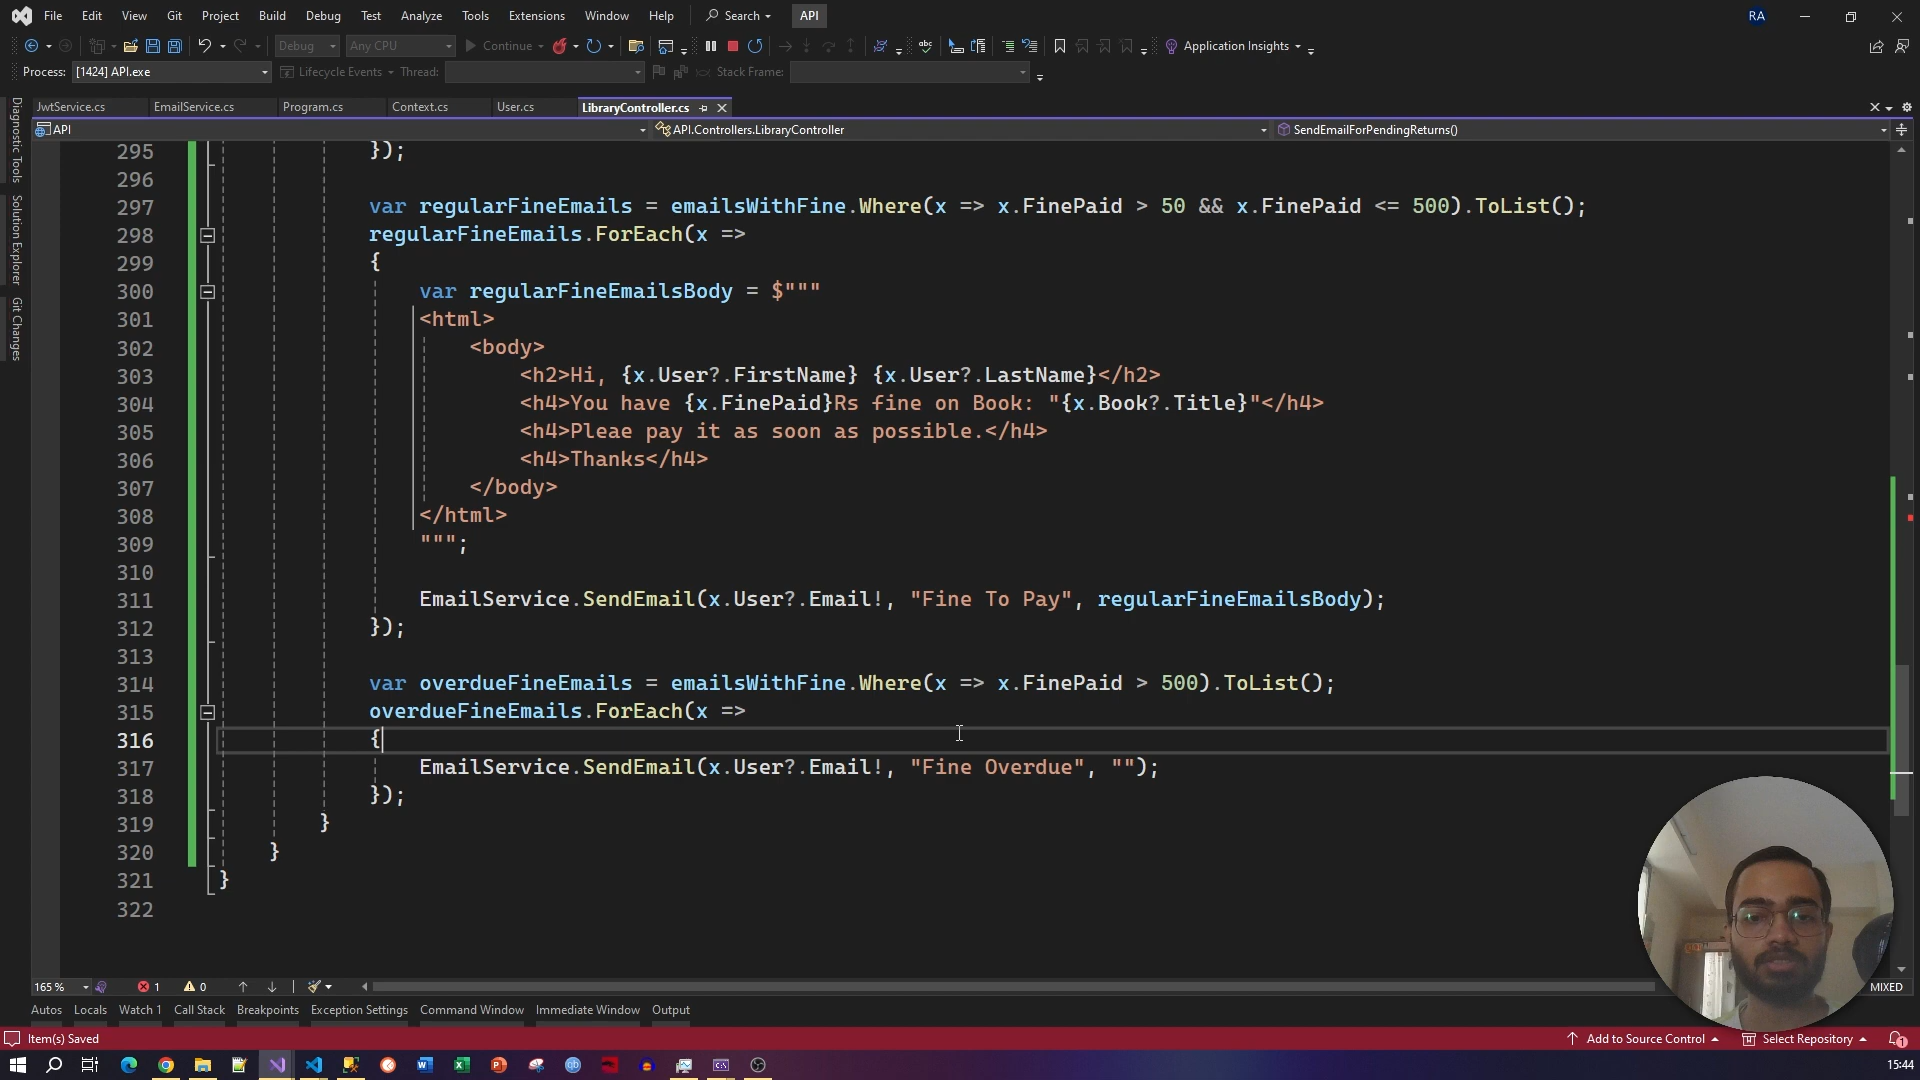 File Edit View Git Project Build Debug Test Analyze Tools Extensions Window Help Search API RA
Debug Any CPU Continue Application Insights
Process: [1424] API.exe Lifecycle Events Thread: Stack Frame:
JwtService.cs EmailService.cs Program.cs Context.cs User.cs LibraryController.cs
API API.Controllers.LibraryController SendEmailForPendingReturns()
Diagnostic Tools
Solution Explorer
Git Changes
295 });
296
297 var regularFineEmails = emailsWithFine.Where(x => x.FinePaid > 50 && x.FinePaid <= 500).ToList();
298 regularFineEmails.ForEach(x =>
299 {
300 var regularFineEmailsBody = $"""
301 <html>
302 <body>
303 <h2>Hi, {x.User?.FirstName} {x.User?.LastName}</h2>
304 <h4>You have {x.FinePaid}Rs fine on Book: "{x.Book?.Title}"</h4>
305 <h4>Pleae pay it as soon as possible.</h4>
306 <h4>Thanks</h4>
307 </body>
308 </html>
309 """;
310
311 EmailService.SendEmail(x.User?.Email!, "Fine To Pay", regularFineEmailsBody);
312 });
313
314 var overdueFineEmails = emailsWithFine.Where(x => x.FinePaid > 500).ToList();
315 overdueFineEmails.ForEach(x =>
316 {
317 EmailService.SendEmail(x.User?.Email!, "Fine Overdue", "");
318 });
319 }
320 }
321 }
322
165 % 1 0 MIXED
Autos Locals Watch 1 Call Stack Breakpoints Exception Settings Command Window Immediate Window Output
Item(s) Saved Add to Source Control Select Repository 1
15:44